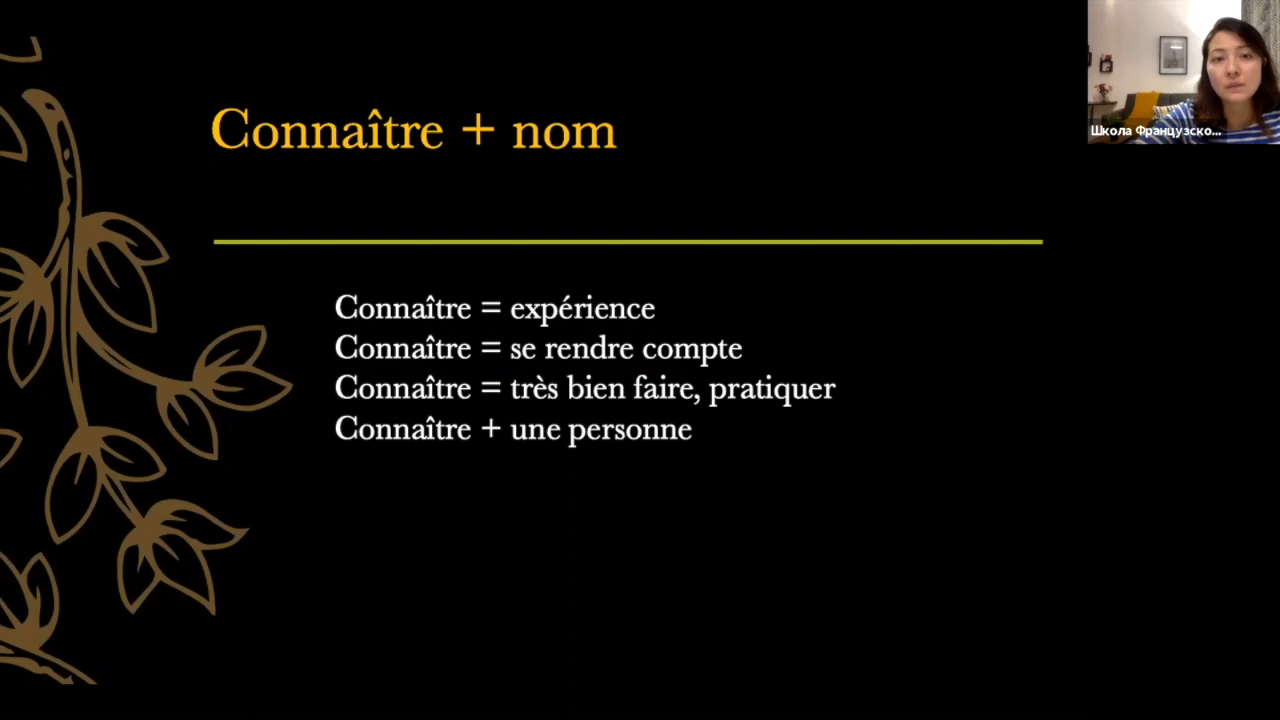 Connaître + nom
Школа Французско...
Connaître = expérience
Connaître = se rendre compte
Connaître = très bien faire, pratiquer
Connaître + une personne